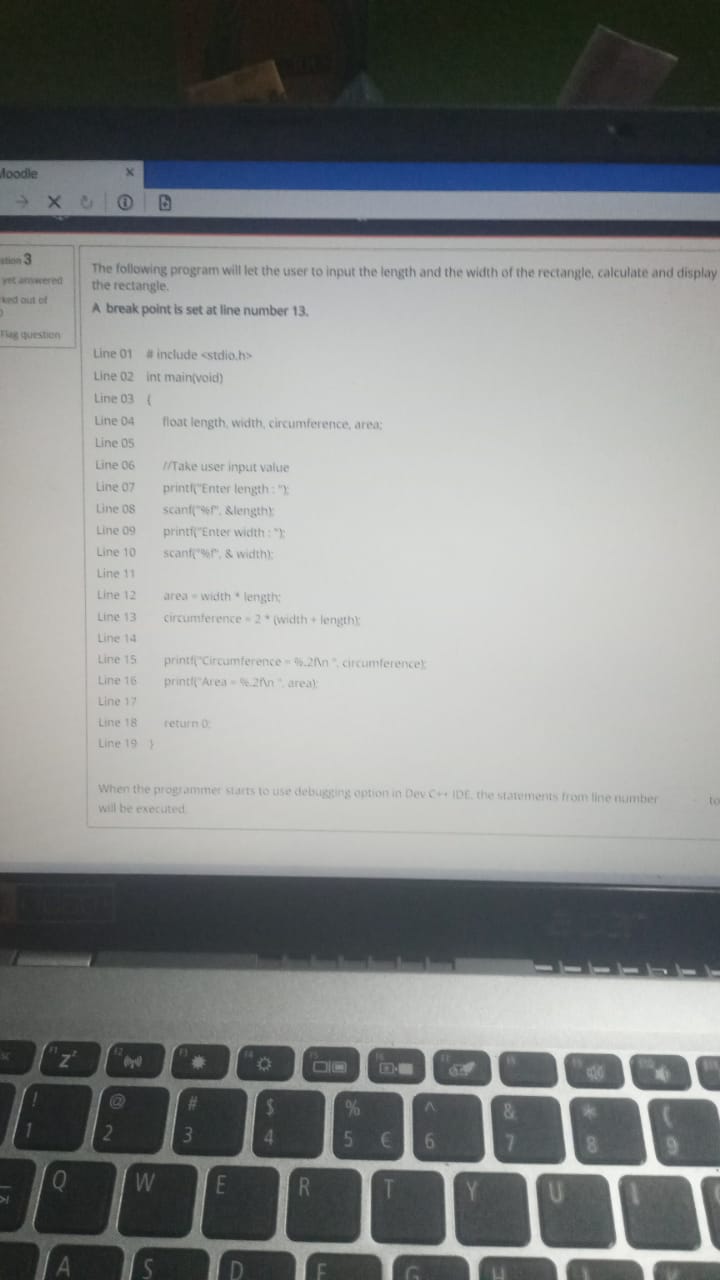 Moodle
stion 3
yet answered
ked out of
Flag question
The following program will let the user to input the length and the width of the rectangle, calculate and display
the rectangle.
A break point is set at line number 13.
Line 01 # include <stdio.h>
Line 02 int main(void)
Line 03 {
Line 04 float length, width, circumference, area;
Line 05
Line 06 //Take user input value
Line 07 printf("Enter length : ");
Line 08 scanf("%f", &length);
Line 09 printf("Enter width : ");
Line 10 scanf("%f", & width);
Line 11
Line 12 area = width * length;
Line 13 circumference = 2 * (width + length);
Line 14
Line 15 printf("Circumference = %.2f\n ", circumference);
Line 16 printf("Area = %.2f\n ", area);
Line 17
Line 18 return 0;
Line 19 }
When the programmer starts to use debugging option in Dev C++ IDE, the statements from line number to
will be executed.
F1 F2 F3 F4 F5 F6 F7
! @ # $ % ^ & * (
1 2 3 4 5 € 6 7 8 9
Q W E R T Y U I
A S D F G H